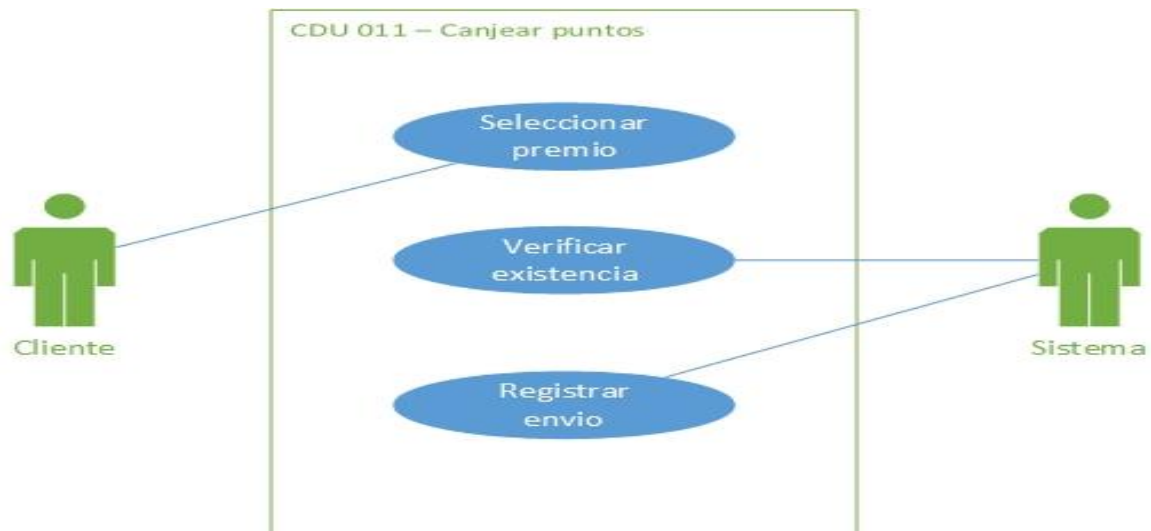 CDU 011 – Canjear puntos
Seleccionar
premio
Verificar
existencia
Cliente
Sistema
Registrar
envio